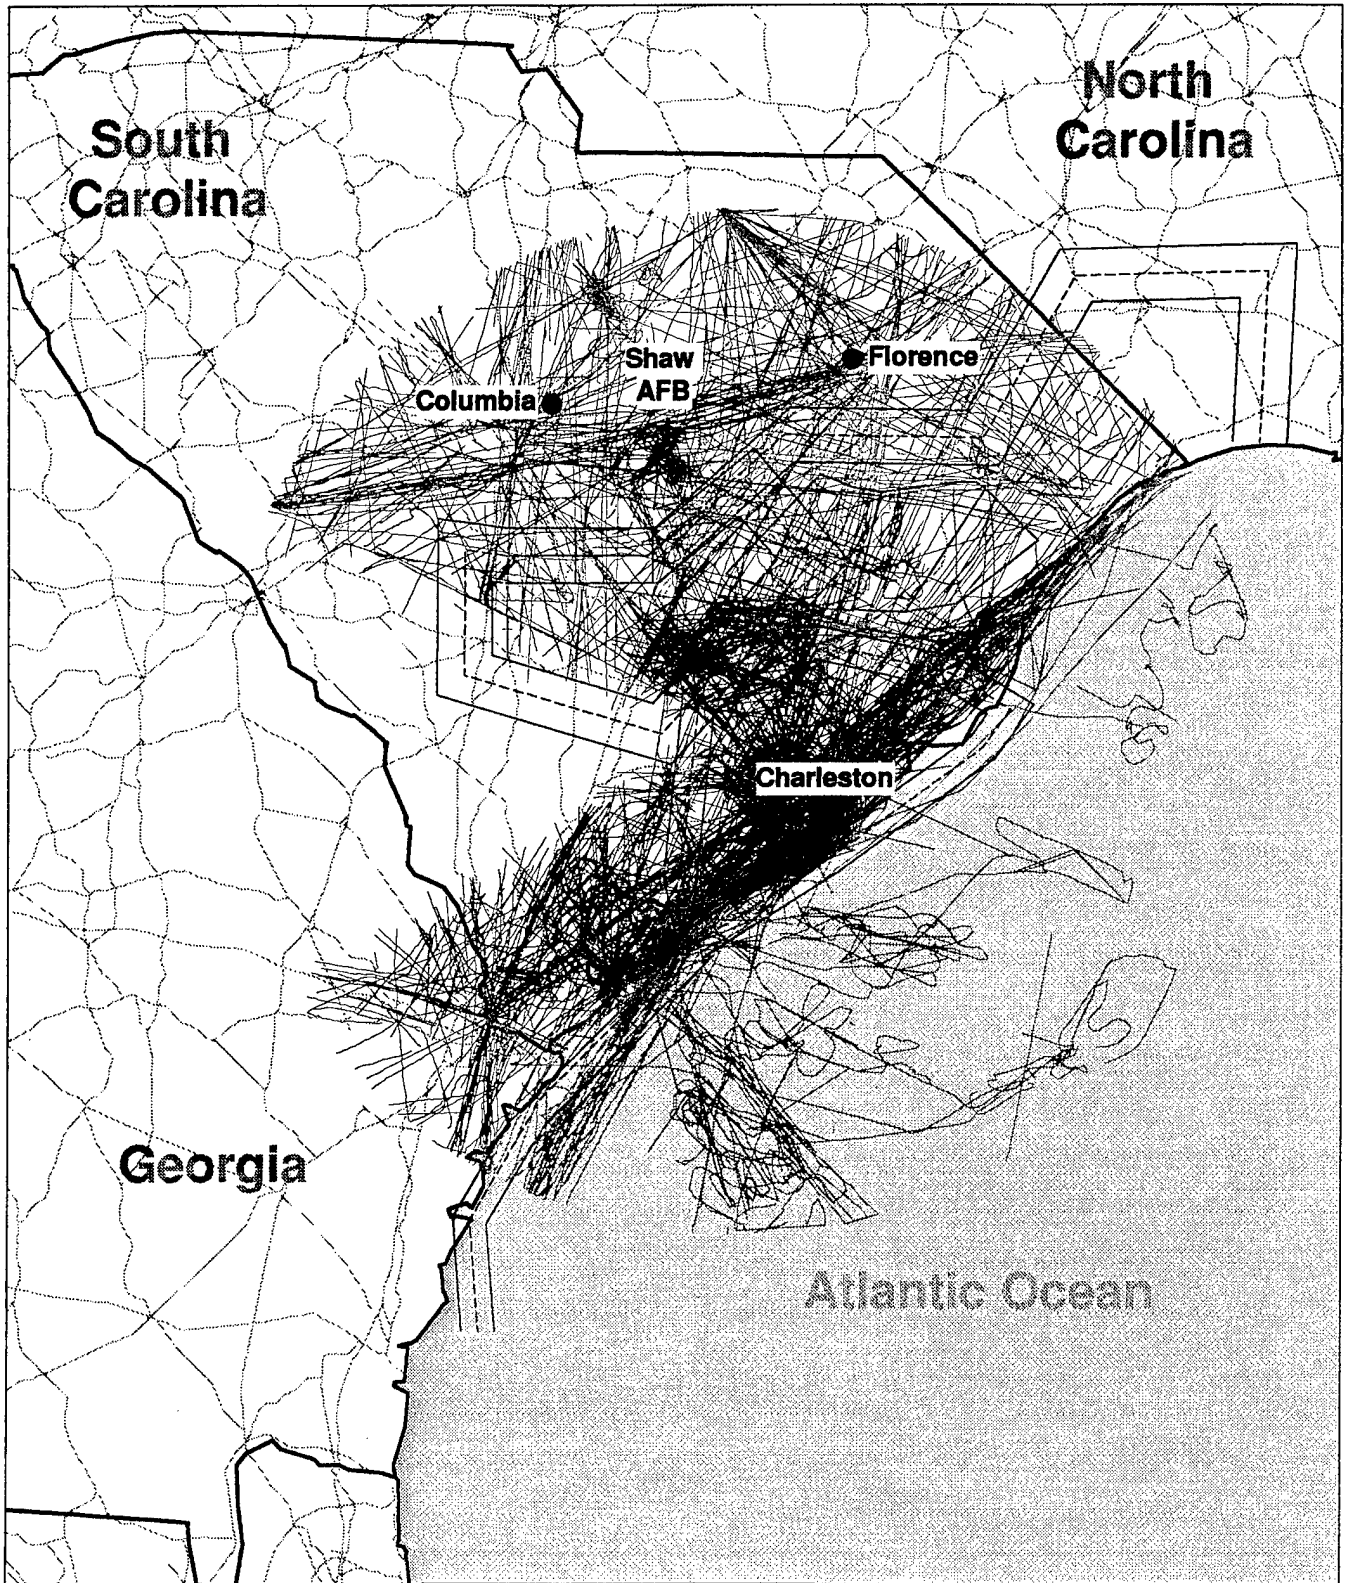 North
Carolina
South
Carolina
Shaw
AFB
Florence
Columbia
Charleston
Georgia
Atlantic Ocean